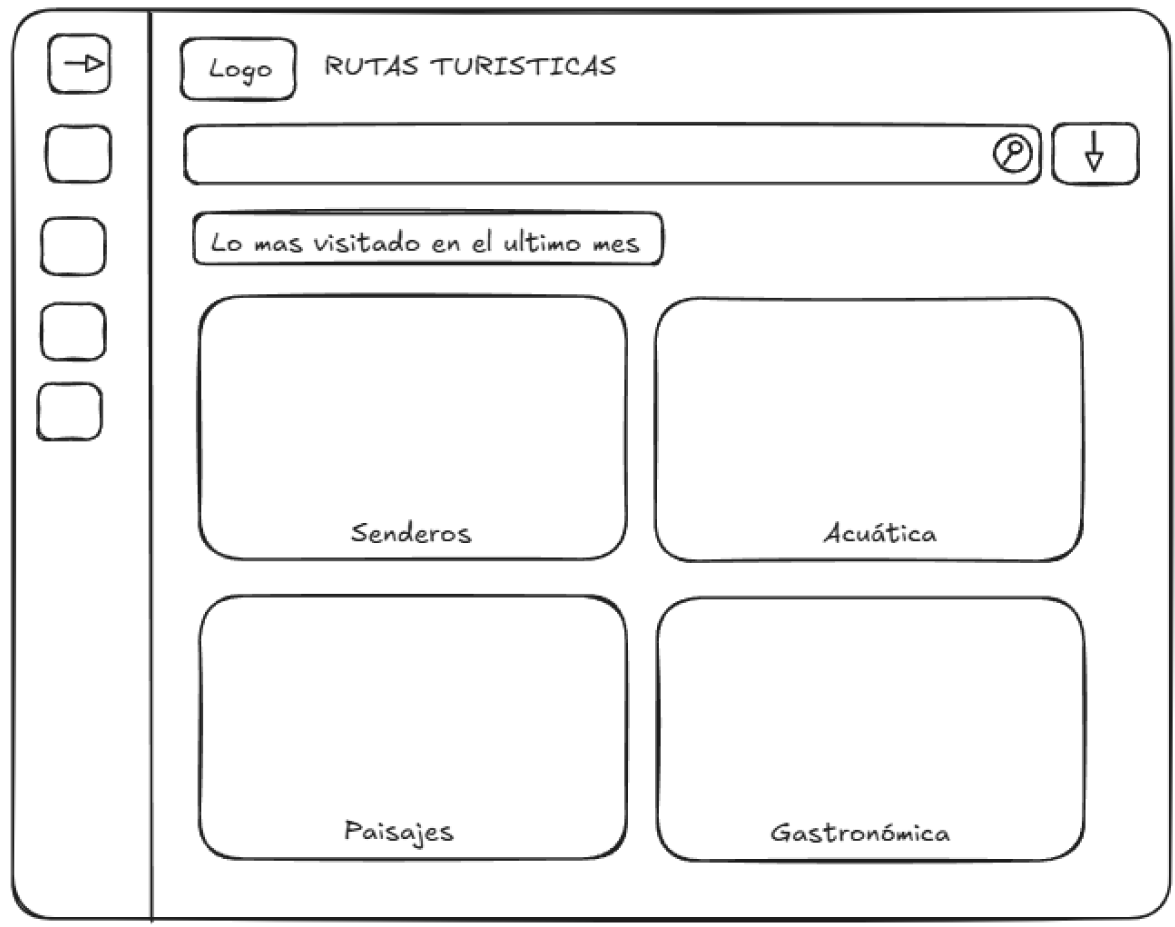 Logo
RUTAS TURISTICAS
Lo mas visitado en el ultimo mes
Senderos
Acuática
Paisajes
Gastronómica